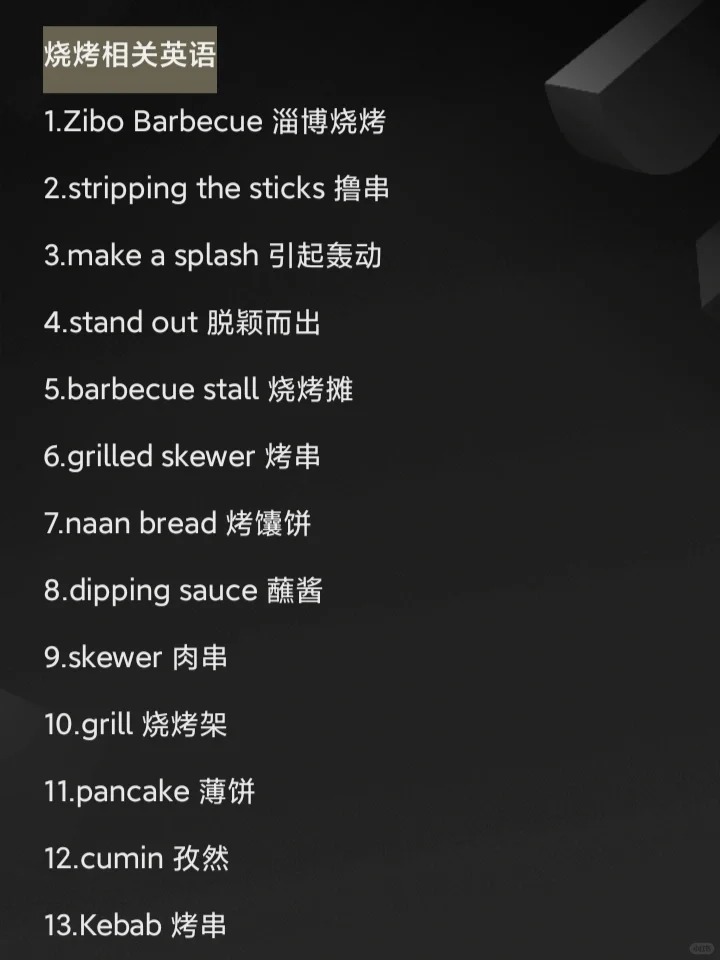 烧烤相关英语
1.Zibo Barbecue 淄博烧烤
2.stripping the sticks 撸串
3.make a splash 引起轰动
4.stand out 脱颖而出
5.barbecue stall 烧烤摊
6.grilled skewer 烤串
7.naan bread 烤馕饼
8.dipping sauce 蘸酱
9.skewer 肉串
10.grill 烧烤架
11.pancake 薄饼
12.cumin 孜然
13.Kebab 烤串